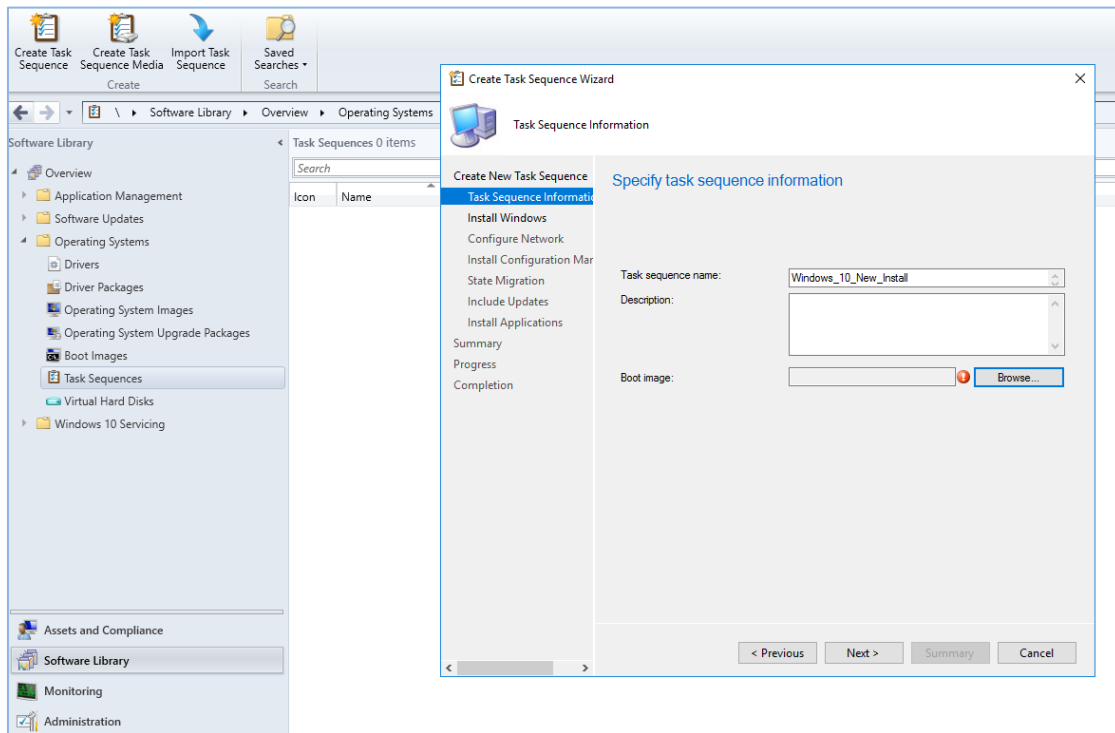 Create Task Sequence
Create Task Sequence Media
Import Task Sequence
Saved Searches
Create
Search
\ Software Library Overview Operating Systems
Software Library
Overview
Application Management
Software Updates
Operating Systems
Drivers
Driver Packages
Operating System Images
Operating System Upgrade Packages
Boot Images
Task Sequences
Virtual Hard Disks
Windows 10 Servicing
Assets and Compliance
Software Library
Monitoring
Administration
Task Sequences 0 items
Search
Icon Name
Create Task Sequence Wizard
Task Sequence Information
Create New Task Sequence
Task Sequence Informatio
Install Windows
Configure Network
Install Configuration Mar
State Migration
Include Updates
Install Applications
Summary
Progress
Completion
Specify task sequence information
Task sequence name: Windows_10_New_Install
Description:
Boot image: Browse...
< Previous Next > Summary Cancel